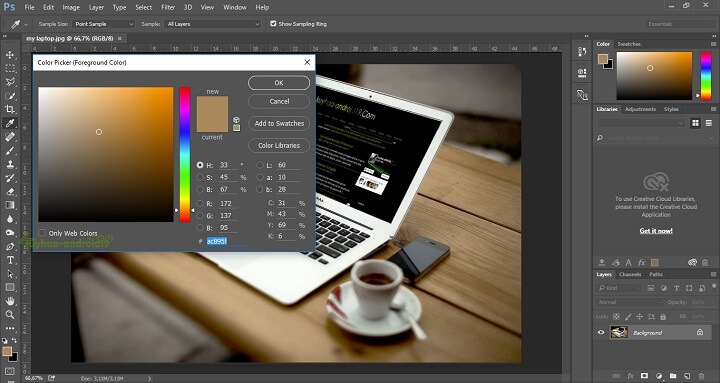 Ps File Edit Image Layer Type Select Filter 3D View Window Help
Sample Size: Point Sample Sample: All Layers Show Sampling Ring Essentials
my laptop.jpg @ 66,7% (RGB/8)
Color Picker (Foreground Color)
new
current
OK
Cancel
Add to Swatches
Color Libraries
H: 33 ° L: 60
S: 45 % a: 10
B: 67 % b: 28
R: 172 C: 31 %
G: 137 M: 43 %
B: 95 Y: 69 %
# ac895f K: 6 %
Only Web Colors
kuyhaa-android19
Color Swatches
Libraries Adjustments Styles
To use Creative Cloud Libraries,
please install the Creative Cloud
Application
Get it now!
Layers Channels Paths
Kind
Normal Opacity: 100%
Lock: Fill: 100%
Background
66,67% Doc: 3,11M/3,11M